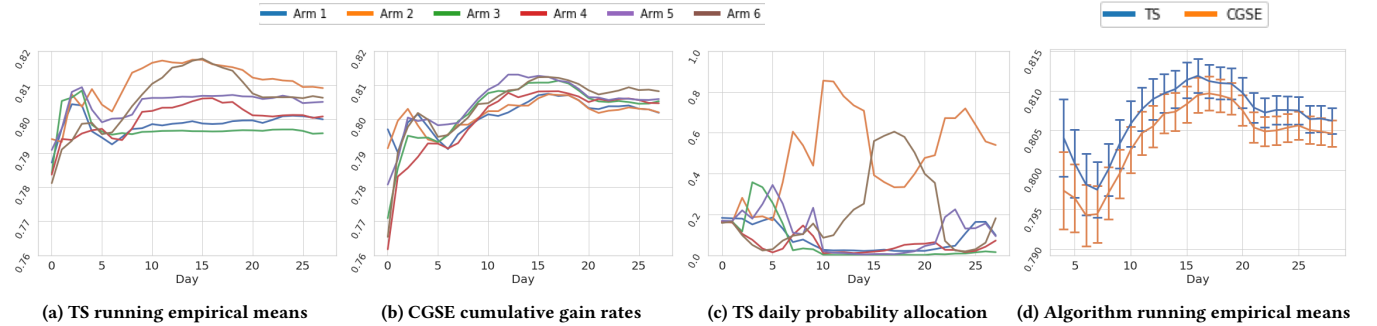 Arm 1 Arm 2 Arm 3 Arm 4 Arm 5 Arm 6
TS CGSE
0.82
0.81
0.80
0.79
0.78
0.77
0.76
0 5 10 15 20 25
Day
(a) TS running empirical means
0.82
0.81
0.80
0.79
0.78
0.77
0.76
0 5 10 15 20 25
Day
(b) CGSE cumulative gain rates
1.0
0.8
0.6
0.4
0.2
0.0
0 5 10 15 20 25
Day
(c) TS daily probability allocation
0.815
0.810
0.805
0.800
0.795
0.790
5 10 15 20 25
Day
(d) Algorithm running empirical means